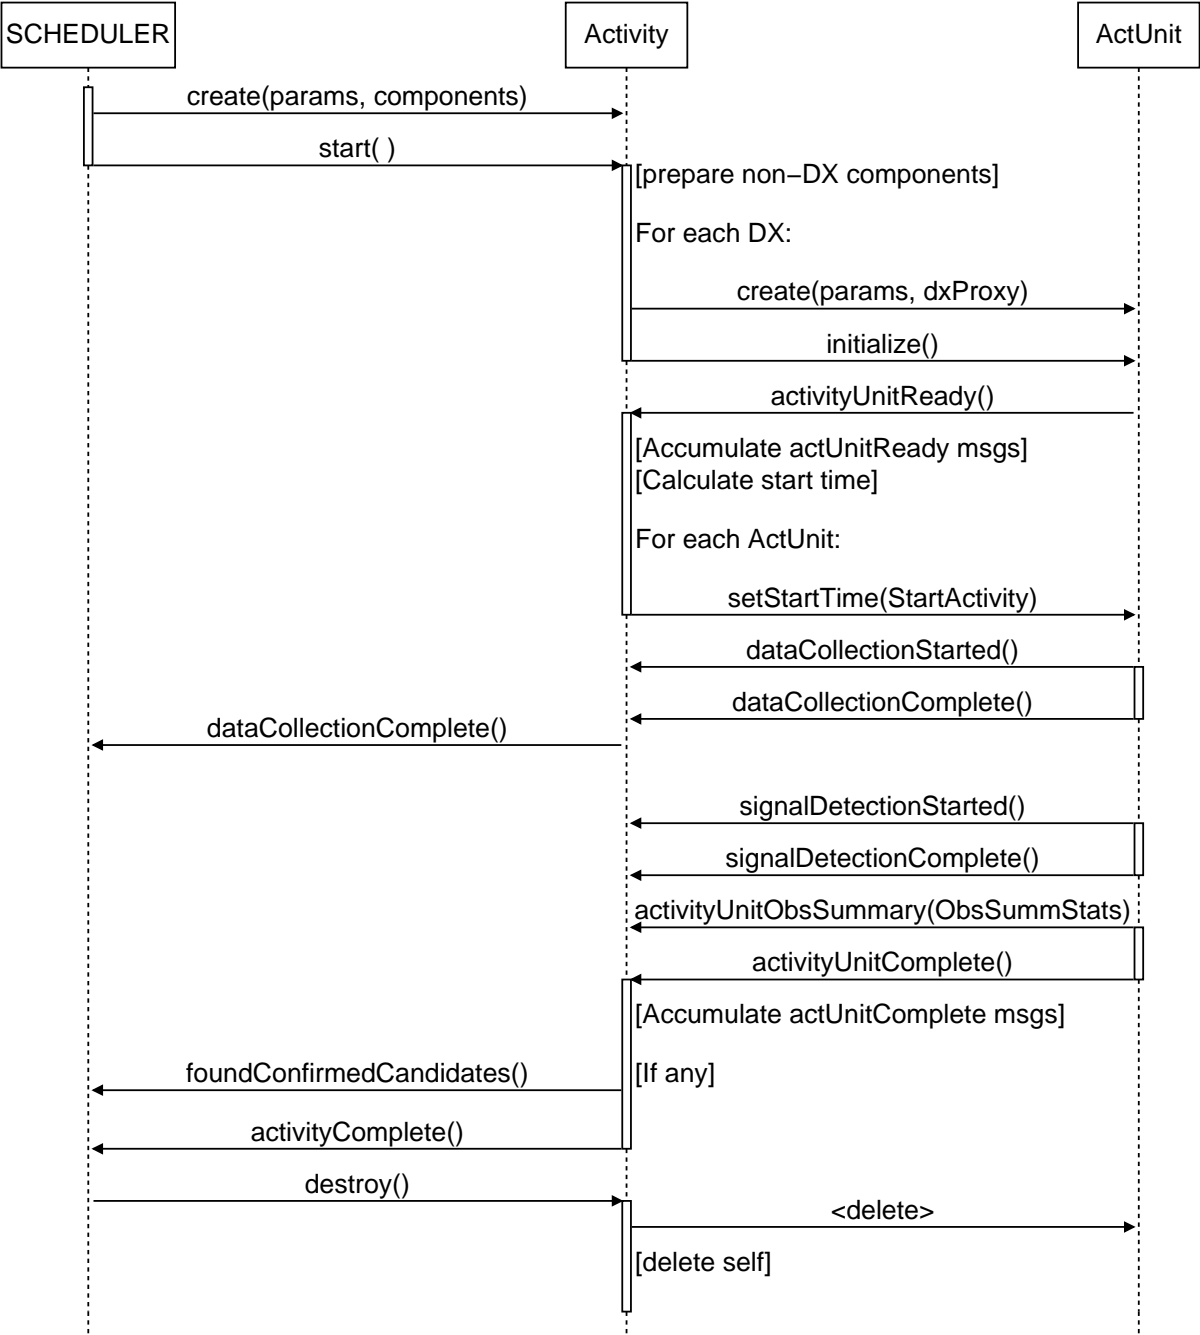 SCHEDULER
Activity
ActUnit
create(params, components)
start( )
[prepare non−DX components]
For each DX:
create(params, dxProxy)
initialize()
activityUnitReady()
[Accumulate actUnitReady msgs]
[Calculate start time]
For each ActUnit:
setStartTime(StartActivity)
dataCollectionStarted()
dataCollectionComplete()
dataCollectionComplete()
signalDetectionStarted()
signalDetectionComplete()
activityUnitObsSummary(ObsSummStats)
activityUnitComplete()
[Accumulate actUnitComplete msgs]
foundConfirmedCandidates()
[If any]
activityComplete()
destroy()
<delete>
[delete self]